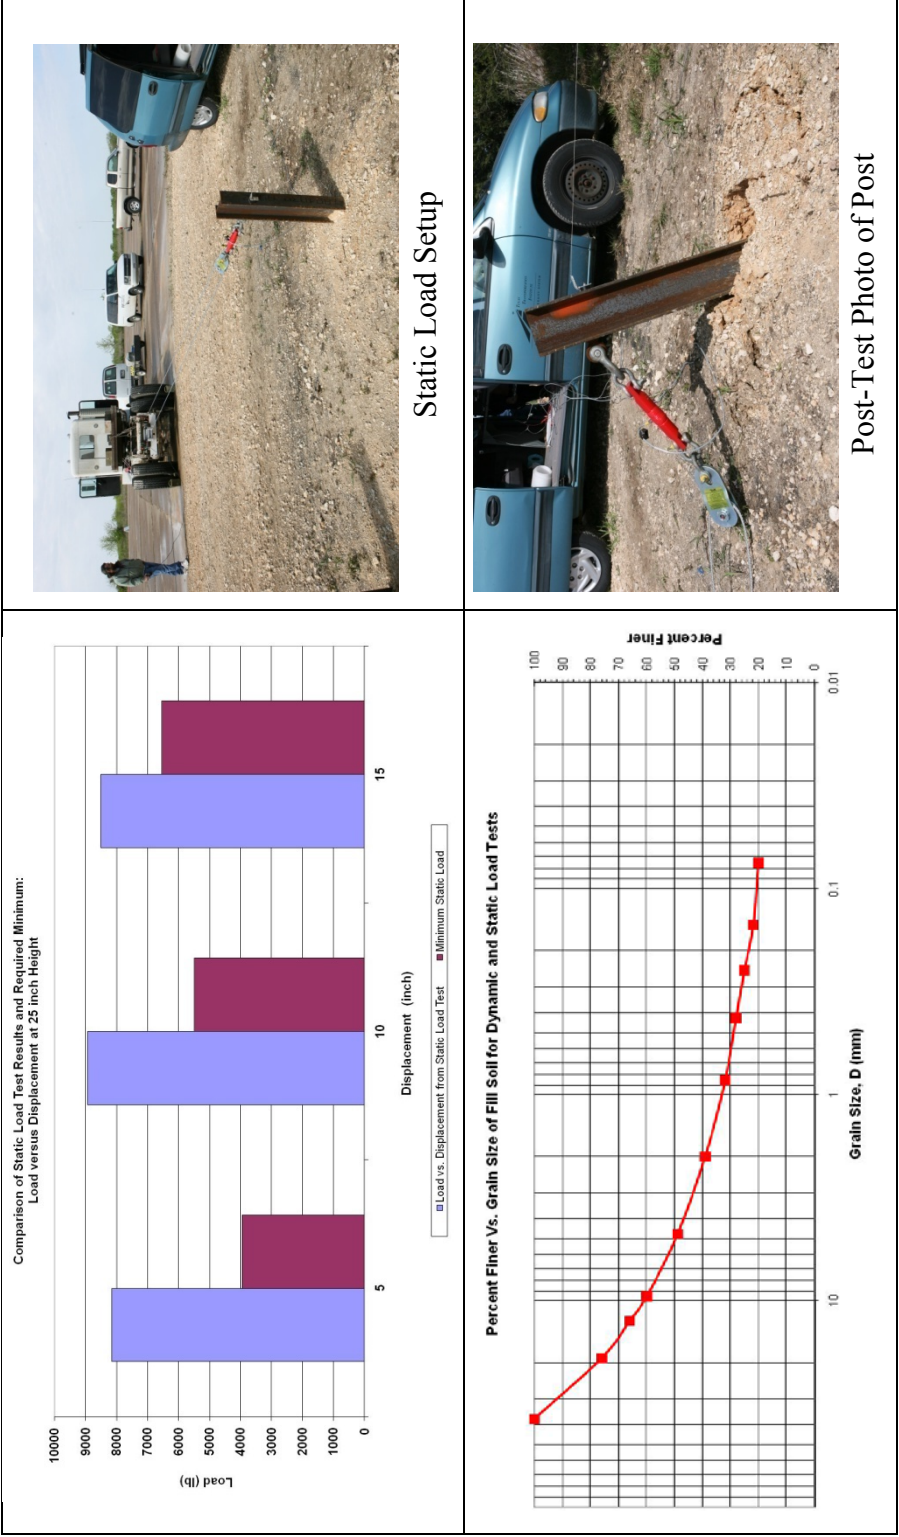 Comparison of Static Load Test Results and Required Minimum:
Load versus Displacement at 25 inch Height
10000
9000
8000
7000
6000
5000
4000
3000
2000
1000
0
Load (lb)
5
10
15
Displacement (inch)
Load vs. Displacement from Static Load Test
Minimum Static Load
Static Load Setup
Percent Finer Vs. Grain Size of Fill Soil for Dynamic and Static Load Tests
100
90
80
70
60
50
40
30
20
10
0
Percent Finer
10
1
0.1
0.01
Grain Size, D (mm)
Post-Test Photo of Post